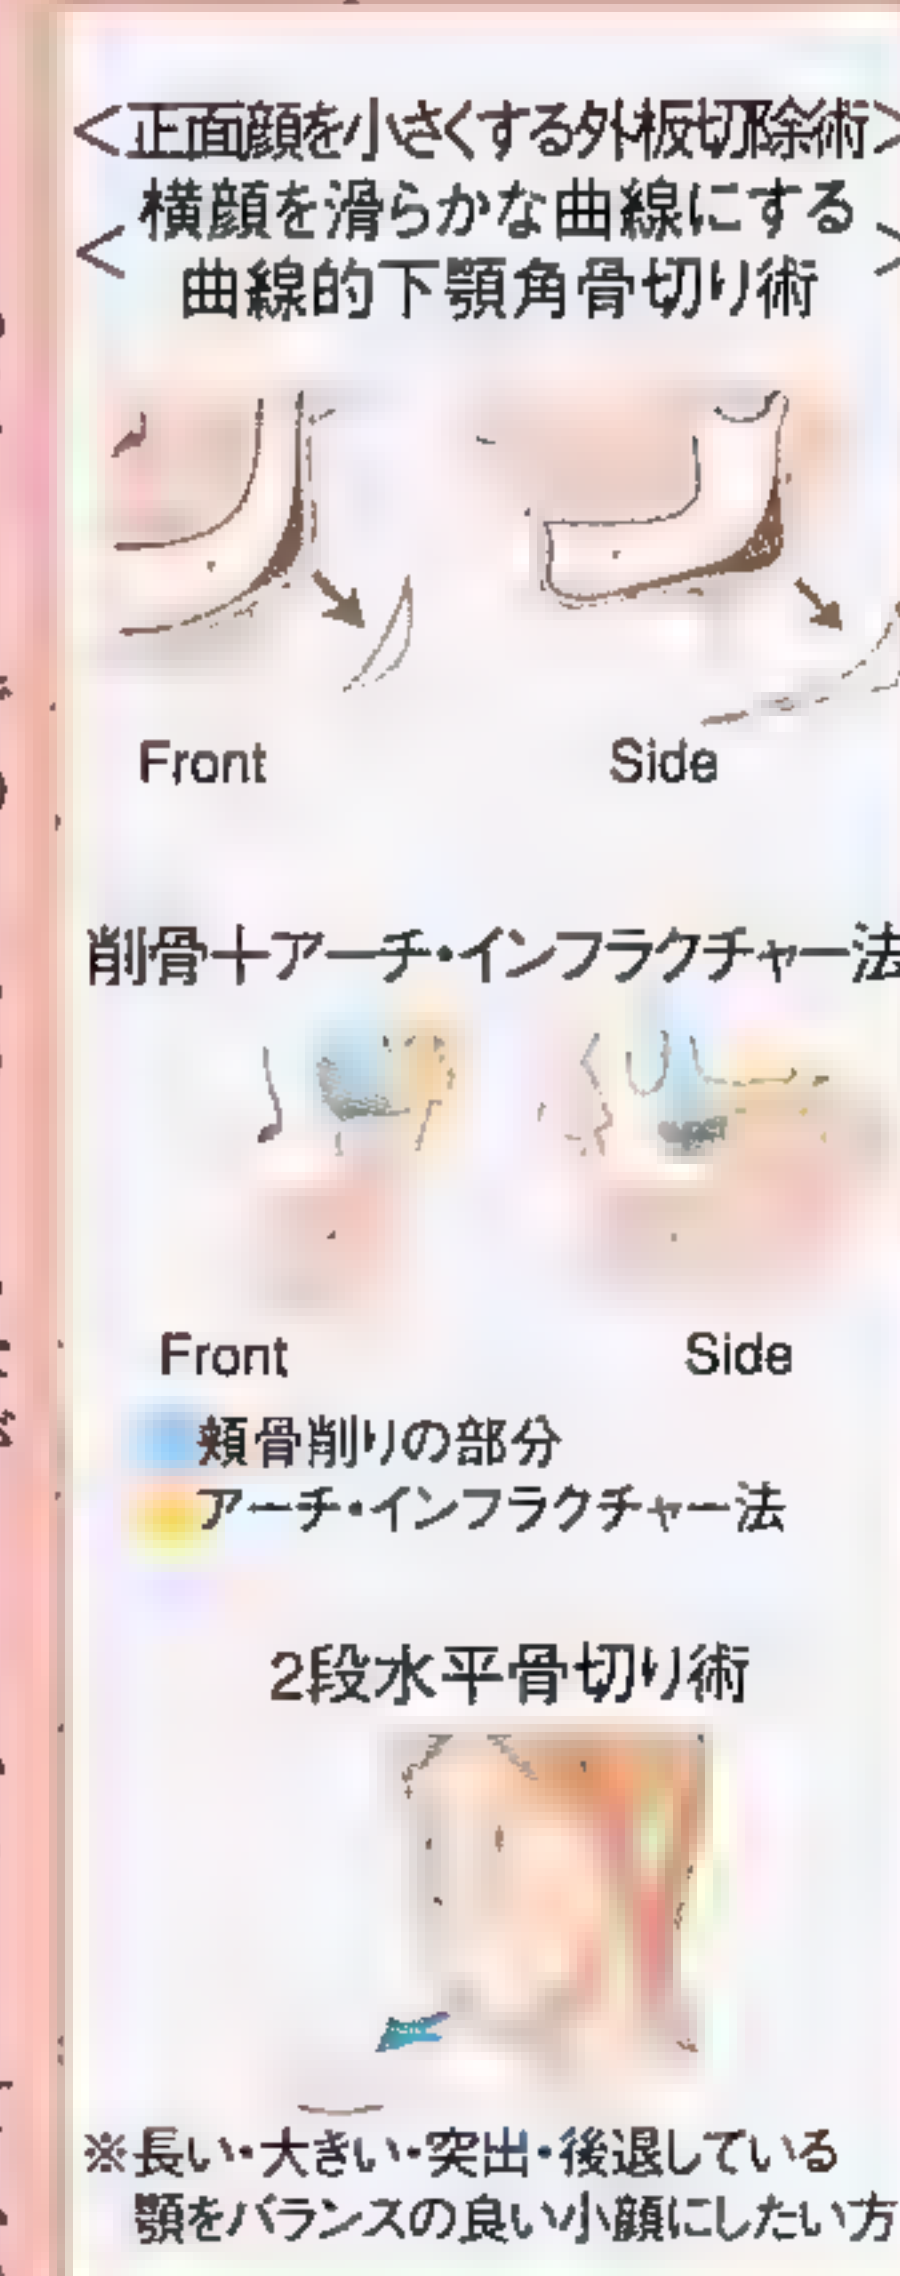 <正面顔を小さくする外板切除術>
<横顔を滑らかな曲線にする
曲線的下顎角骨切り術>
Front Side
削骨+アーチ・インフラクチャー法
Front Side
頬骨削りの部分
アーチ・インフラクチャー法
2段水平骨切り術
※長い・大きい・突出・後退している
顎をバランスの良い小顔にしたい方